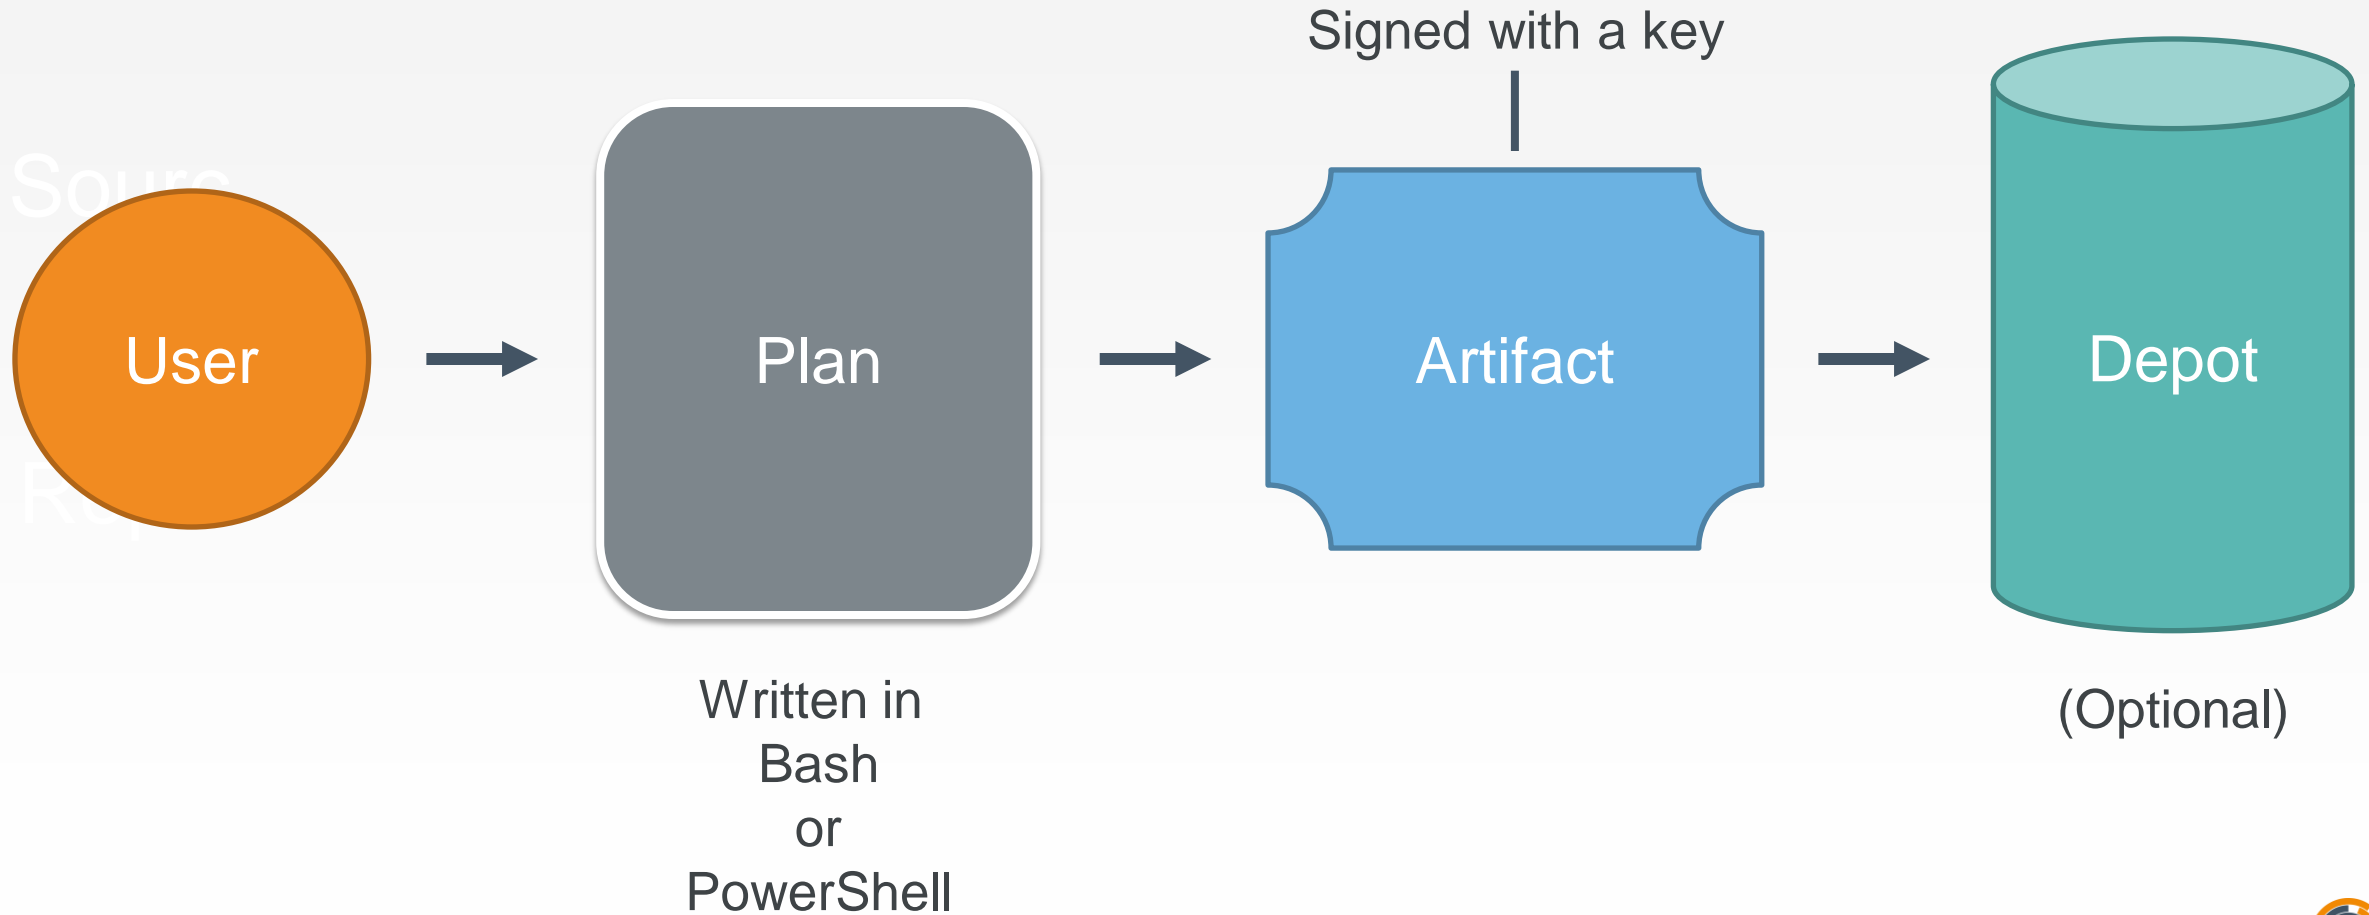 Signed with a key
User
Plan
Artifact
Depot
Written in
Bash
or
PowerShell
(Optional)